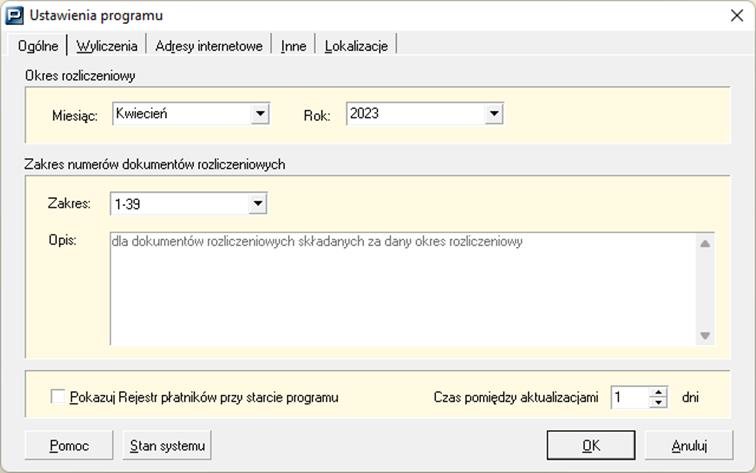 Ustawienia programu
Ogólne Wyliczenia Adresy internetowe Inne Lokalizacje
Okres rozliczeniowy
Miesiąc: Kwiecień Rok: 2023
Zakres numerów dokumentów rozliczeniowych
Zakres: 1-39
Opis: dla dokumentów rozliczeniowych składanych za dany okres rozliczeniowy
Pokazuj Rejestr płatników przy starcie programu Czas pomiędzy aktualizacjami 1 dni
Pomoc Stan systemu OK Anuluj